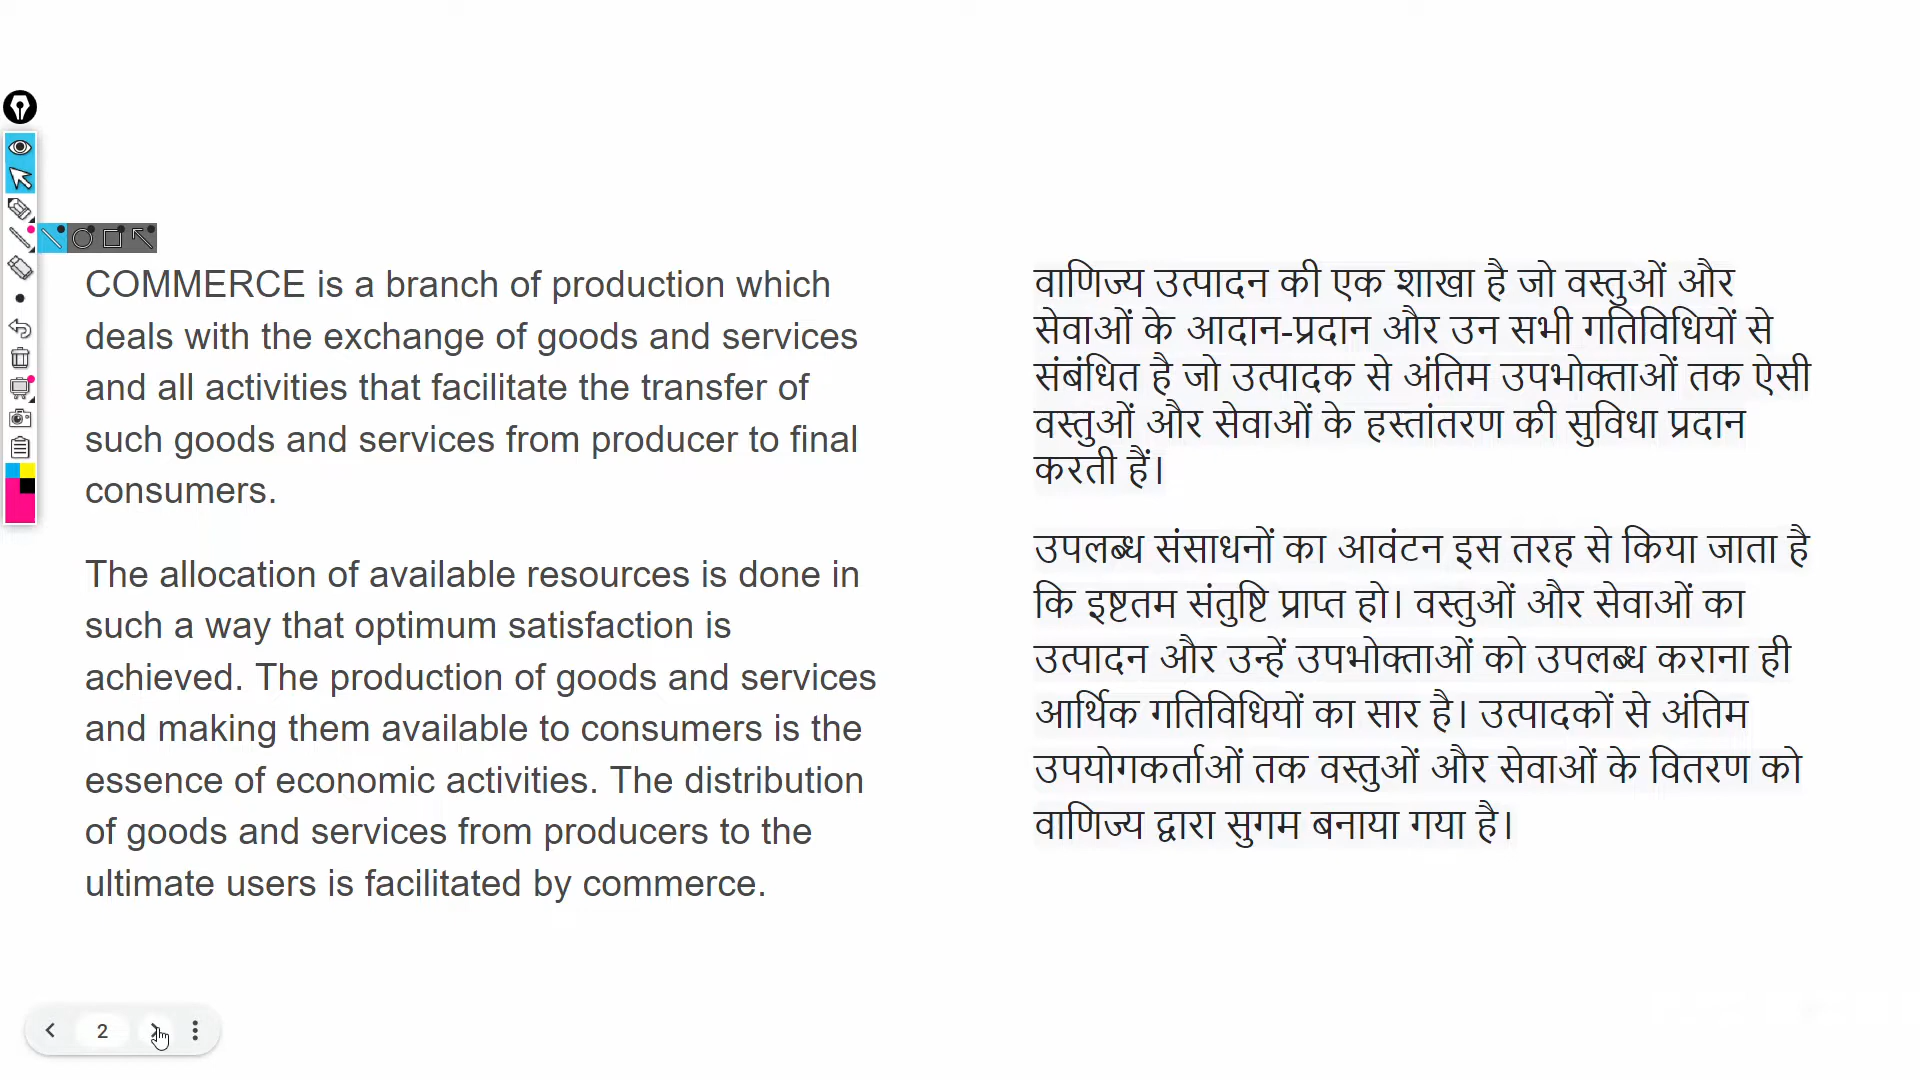 COMMERCE is a branch of production which
deals with the exchange of goods and services
and all activities that facilitate the transfer of
such goods and services from producer to final
consumers.
The allocation of available resources is done in
such a way that optimum satisfaction is
achieved. The production of goods and services
and making them available to consumers is the
essence of economic activities. The distribution
of goods and services from producers to the
ultimate users is facilitated by commerce.
वाणिज्य उत्पादन की एक शाखा है जो वस्तुओं और
सेवाओं के आदान-प्रदान और उन सभी गतिविधियों से
संबंधित है जो उत्पादक से अंतिम उपभोक्ताओं तक ऐसी
वस्तुओं और सेवाओं के हस्तांतरण की सुविधा प्रदान
करती हैं।
उपलब्ध संसाधनों का आवंटन इस तरह से किया जाता है
कि इष्टतम संतुष्टि प्राप्त हो। वस्तुओं और सेवाओं का
उत्पादन और उन्हें उपभोक्ताओं को उपलब्ध कराना ही
आर्थिक गतिविधियों का सार है। उत्पादकों से अंतिम
उपयोगकर्ताओं तक वस्तुओं और सेवाओं के वितरण को
वाणिज्य द्वारा सुगम बनाया गया है।
2